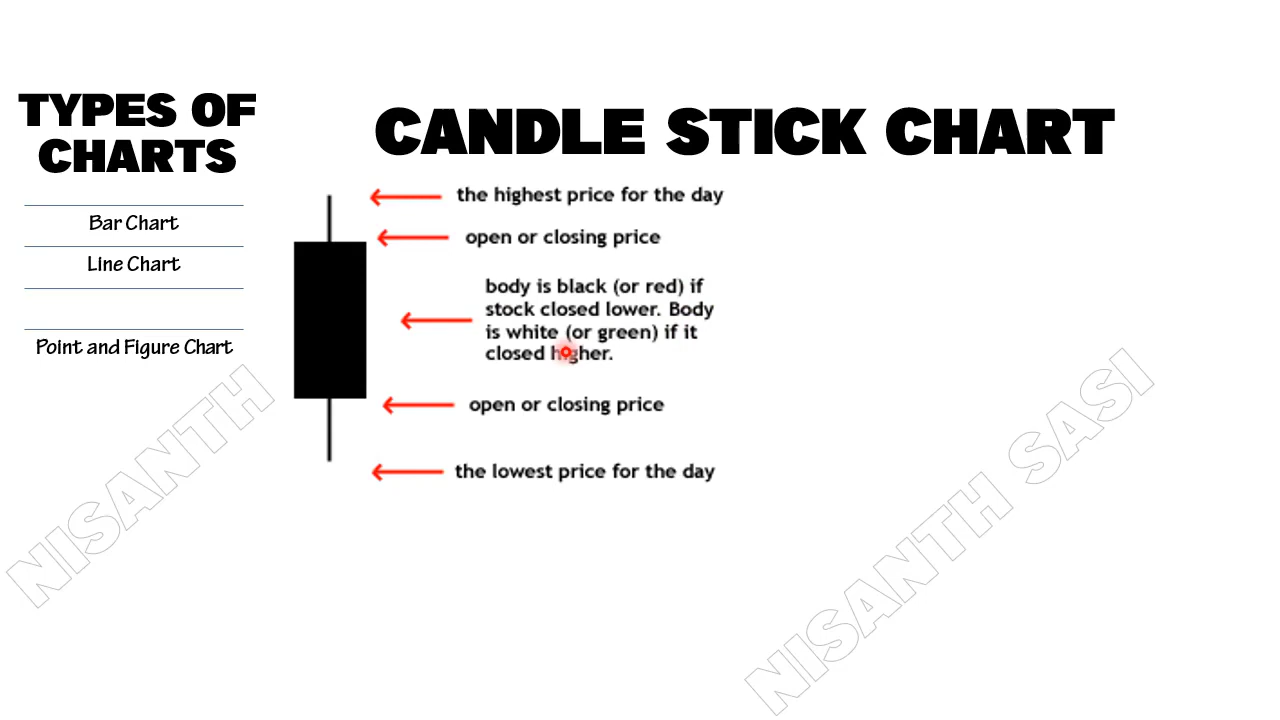 TYPES OF
CHARTS
Bar Chart
Line Chart
Point and Figure Chart
CANDLE STICK CHART
the highest price for the day
open or closing price
body is black (or red) if
stock closed lower. Body
is white (or green) if it
closed higher.
open or closing price
the lowest price for the day
NISANTH
NISANTH SASI